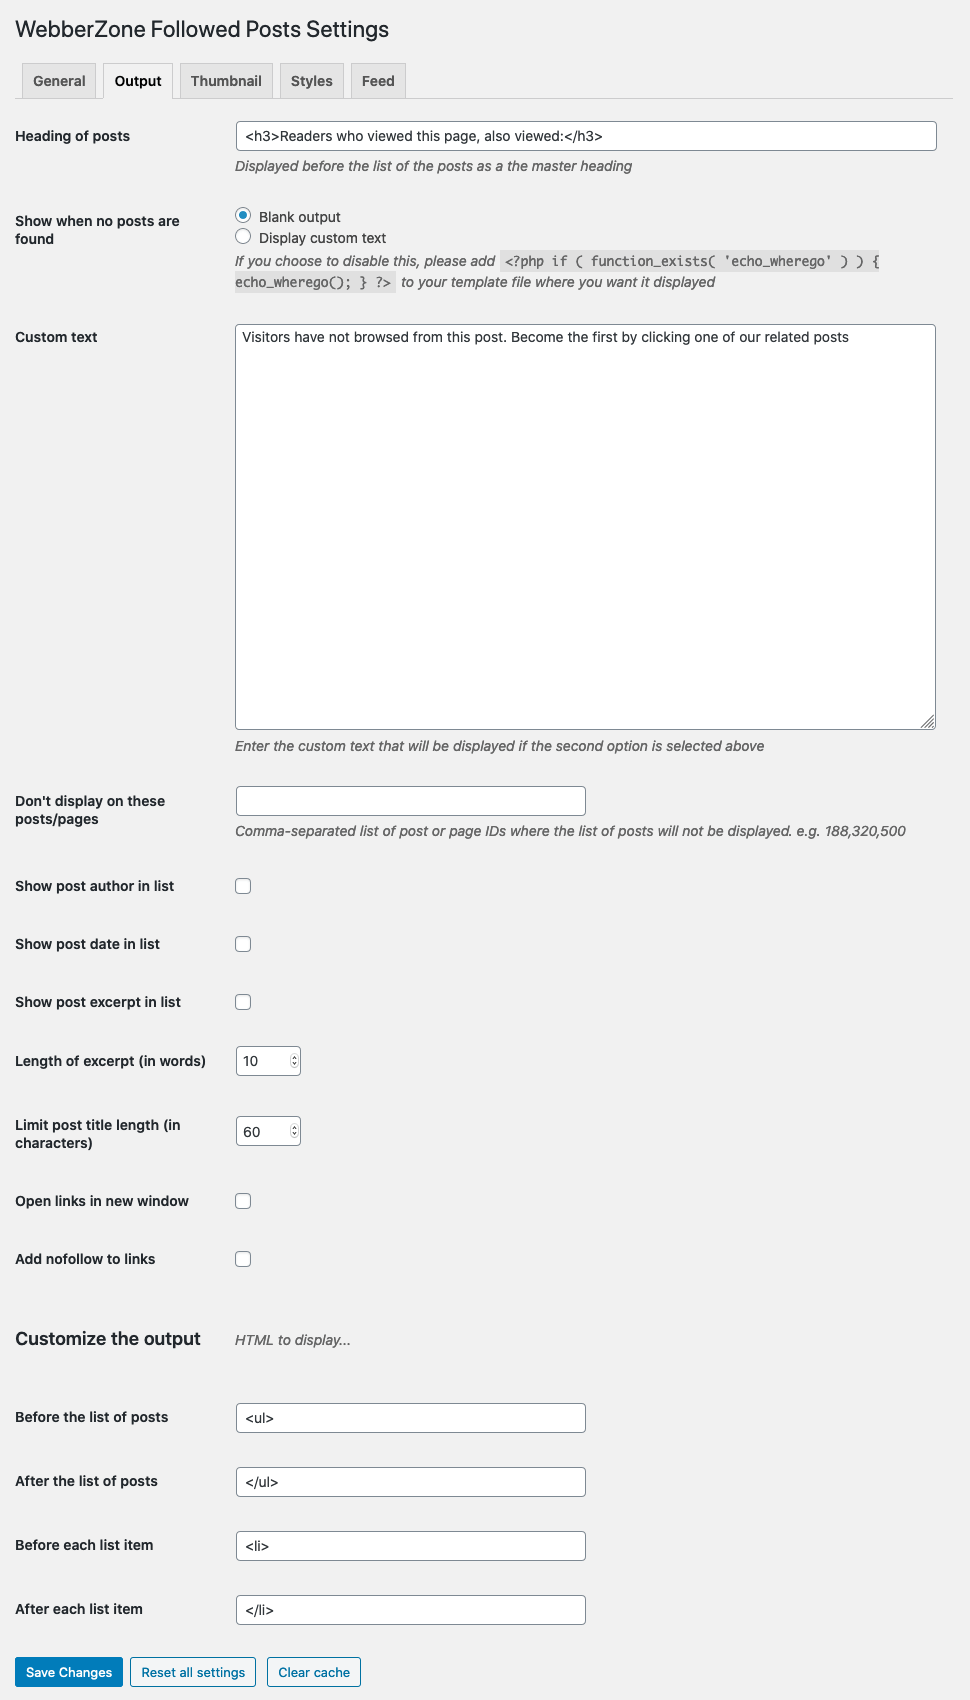 WebberZone Followed Posts Settings
General
Output
Thumbnail
Styles
Feed
Heading of posts
<h3>Readers who viewed this page, also viewed:</h3>
Displayed before the list of the posts as a the master heading
Show when no posts are
found
Blank output
Display custom text
If you choose to disable this, please add <?php if ( function_exists( 'echo_wherego' ) ) {
echo_wherego(); } ?> to your template file where you want it displayed
Custom text
Visitors have not browsed from this post. Become the first by clicking one of our related posts
Enter the custom text that will be displayed if the second option is selected above
Don't display on these
posts/pages
Comma-separated list of post or page IDs where the list of posts will not be displayed. e.g. 188,320,500
Show post author in list
Show post date in list
Show post excerpt in list
Length of excerpt (in words)
10
Limit post title length (in
characters)
60
Open links in new window
Add nofollow to links
Customize the output
HTML to display...
Before the list of posts
<ul>
After the list of posts
</ul>
Before each list item
<li>
After each list item
</li>
Save Changes
Reset all settings
Clear cache